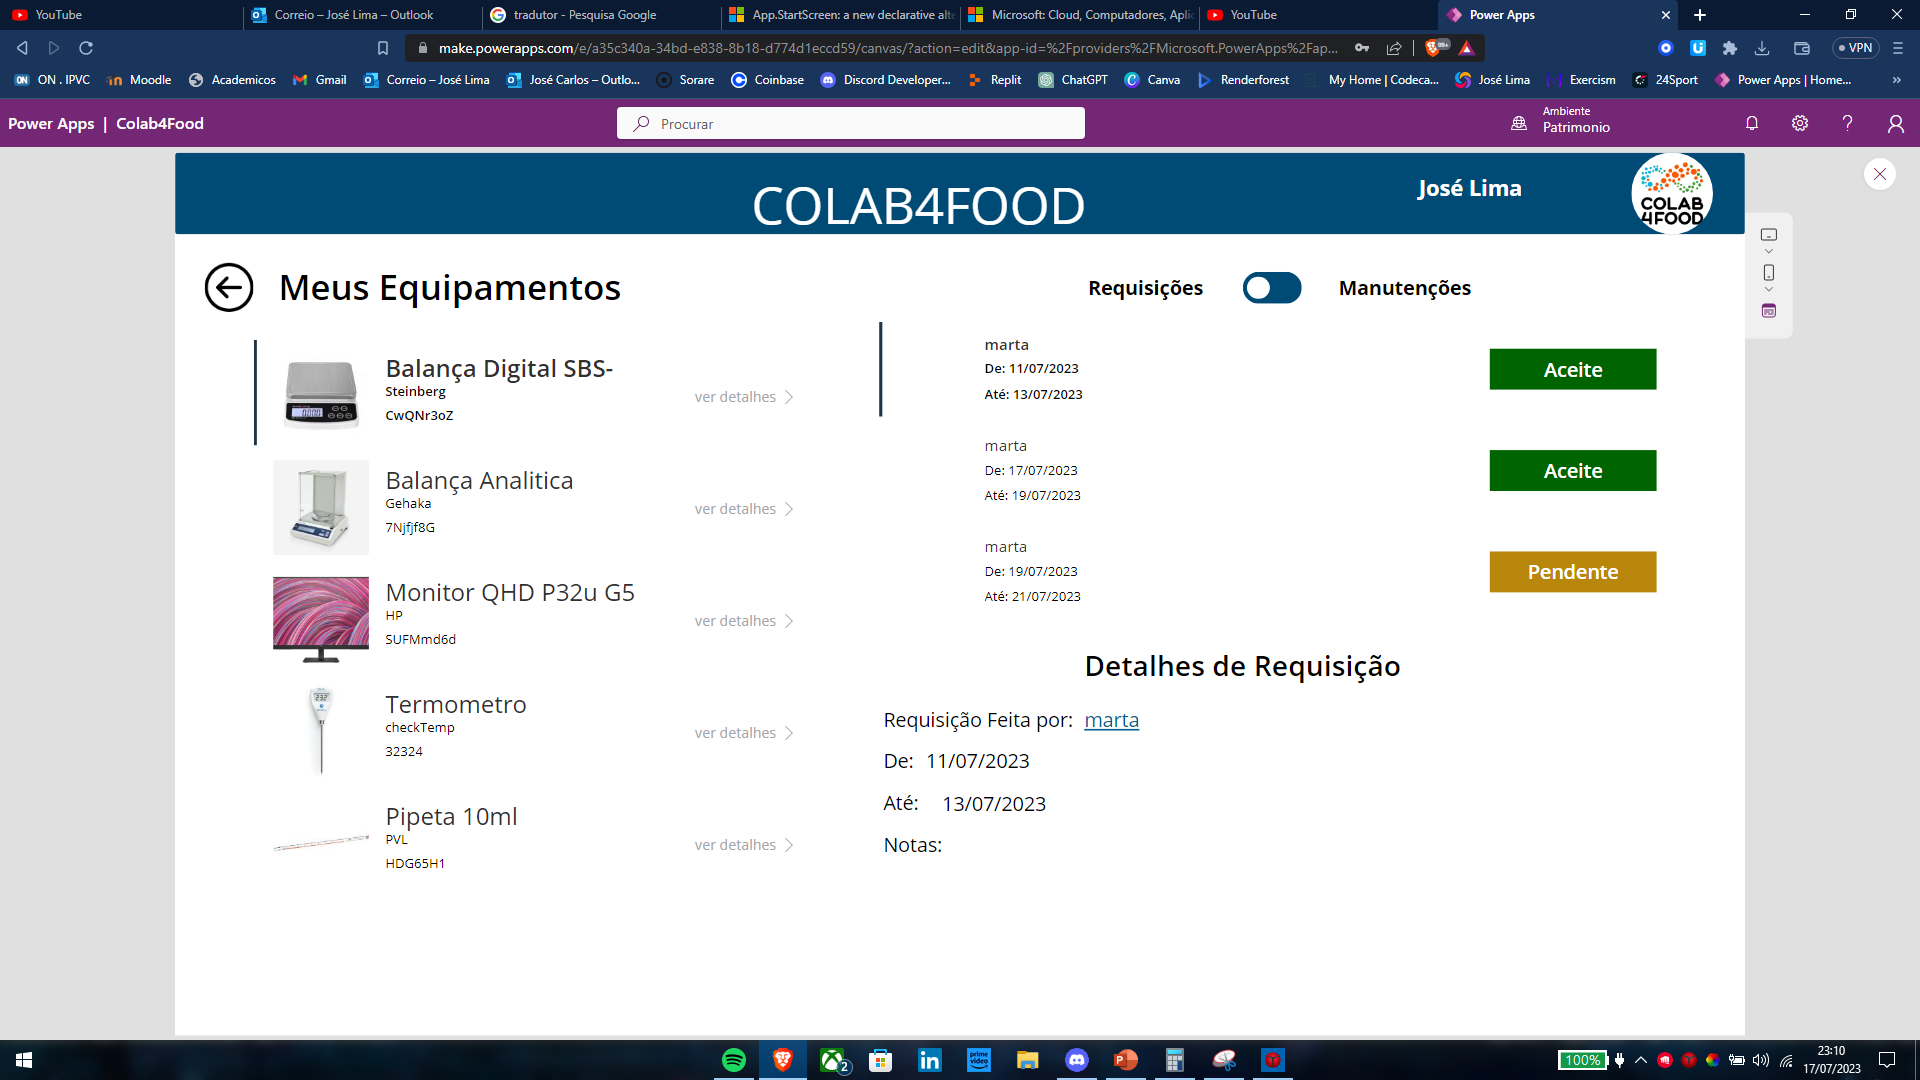 YouTube
Correio – José Lima – Outlook
tradutor - Pesquisa Google
App.StartScreen: a new declarative alte
Microsoft: Cloud, Computadores, Aplic
YouTube
Power Apps
make.powerapps.com/e/a35c340a-34bd-e838-8b18-d774d1eccd59/canvas/?action=edit&app-id=%2Fproviders%2FMicrosoft.PowerApps%2Fap...
99+
VPN
ON . IPVC
Moodle
Academicos
Gmail
Correio – José Lima
José Carlos – Outlo...
Sorare
Coinbase
Discord Developer...
Replit
ChatGPT
Canva
Renderforest
My Home | Codeca...
José Lima
Exercism
24Sport
Power Apps | Home...
Power Apps | Colab4Food
Procurar
Ambiente
Patrimonio
COLAB4FOOD
José Lima
COLAB
4FOOD
Meus Equipamentos
Requisições
Manutenções
Balança Digital SBS-
Steinberg
CwQNr3oZ
ver detalhes
Balança Analitica
Gehaka
7Njfjf8G
ver detalhes
Monitor QHD P32u G5
HP
SUFMmd6d
ver detalhes
Termometro
checkTemp
32324
ver detalhes
Pipeta 10ml
PVL
HDG65H1
ver detalhes
marta
De: 11/07/2023
Até: 13/07/2023
Aceite
marta
De: 17/07/2023
Até: 19/07/2023
Aceite
marta
De: 19/07/2023
Até: 21/07/2023
Pendente
Detalhes de Requisição
Requisição Feita por: marta
De: 11/07/2023
Até: 13/07/2023
Notas:
2
prime video
100%
23:10
17/07/2023